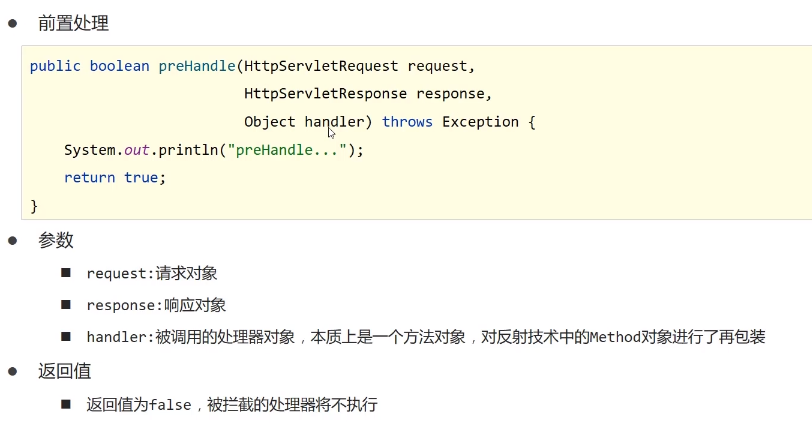 前置处理
public boolean preHandle(HttpServletRequest request,
HttpServletResponse response,
Object handler) throws Exception {
System.out.println("preHandle...");
return true;
}
参数
request:请求对象
response:响应对象
handler:被调用的处理器对象，本质上是一个方法对象，对反射技术中的Method对象进行了再包装
返回值
返回值为false，被拦截的处理器将不执行